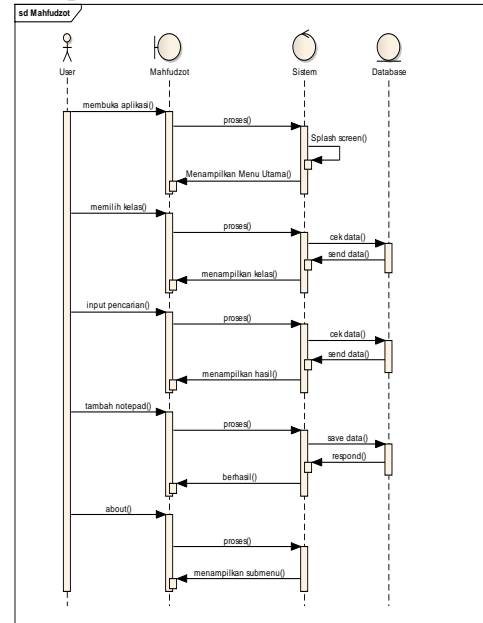 sd Mahfudzot
User
Mahfudzot
Sistem
Database
membuka aplikasi()
proses()
Splash screen()
Menampilkan Menu Utama()
memilih kelas()
proses()
cek data()
send data()
menampilkan kelas()
input pencarian()
proses()
cek data()
send data()
menampilkan hasil()
tambah notepad()
proses()
save data()
respond()
berhasil()
about()
proses()
menampilkan submenu()